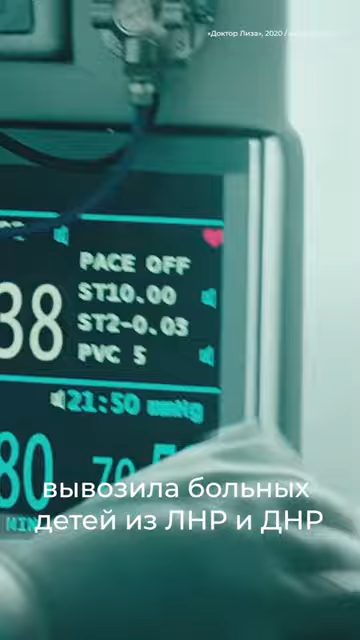 «Доктор Лиза», 2020 /
PACE OFF
38
ST10.00
ST2-0.03
PVC 5
21:50 mmHg
80
70
вывозила больных
детей из ЛНР и ДНР